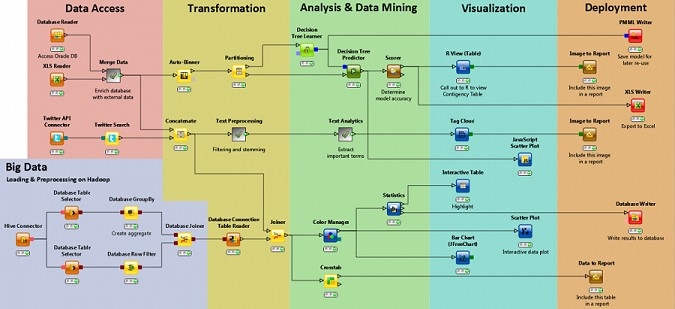 Data Access
Transformation
Analysis & Data Mining
Visualization
Deployment
Database Reader
Access Oracle DB
XLS Reader
Merge Data
Enrich database
with external data
Twitter API
Connector
Twitter Search
Auto-Binner
Partitioning
Concatenate
Text Preprocessing
Filtering and stemming
Decision
Tree Learner
Decision Tree
Predictor
Scorer
Determine
model accuracy
Text Analytics
Extract
important terms
R View (Table)
Call out to R to view
Contigency Table
Tag Cloud
JavaScript
Scatter Plot
PMML Writer
Save model for
later re-use
Image to Report
Include this image
in a report
XLS Writer
Export to Excel
Image to Report
Include this image
in a report
Big Data
Loading & Preprocessing on Hadoop
Hive Connector
Database Table
Selector
Database GroupBy
Create aggregate
Database Table
Selector
Database Row Filter
Database Joiner
Database Connection
Table Reader
Joiner
Color Manager
Statistics
Crosstab
Interactive Table
Highlight
Bar Chart
(JFreeChart)
Scatter Plot
Interactive data plot
Database Writer
Write results to database
Data to Report
Include this table
in a report